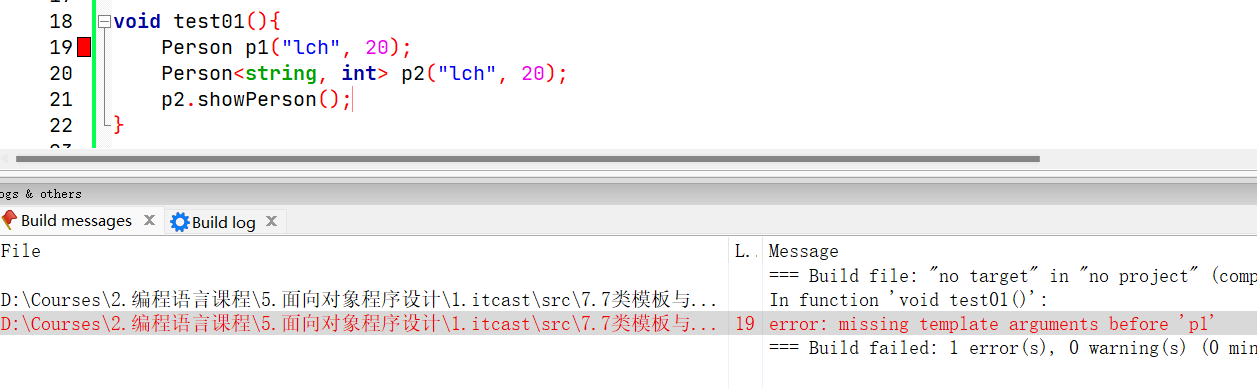 18 void test01(){
19 Person p1("lch", 20);
20 Person<string, int> p2("lch", 20);
21 p2.showPerson();
22 }
ogs & others
Build messages × Build log ×
File L.. Message
=== Build file: "no target" in "no project" (comp
D:\Courses\2.编程语言课程\5.面向对象程序设计\1.itcast\src\7.7类模板与... In function 'void test01()':
D:\Courses\2.编程语言课程\5.面向对象程序设计\1.itcast\src\7.7类模板与... 19 error: missing template arguments before 'p1'
=== Build failed: 1 error(s), 0 warning(s) (0 min